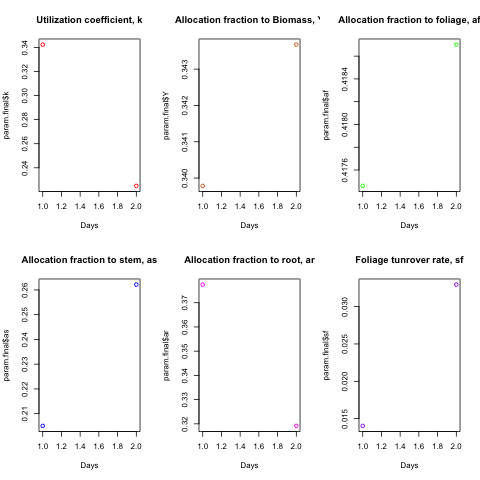 Utilization coefficient, k
param.final$k
0.34
0.32
0.30
0.28
0.26
0.24
1.0 1.2 1.4 1.6 1.8 2.0
Days
Allocation fraction to Biomass, Y
param.final$Y
0.343
0.342
0.341
0.340
1.0 1.2 1.4 1.6 1.8 2.0
Days
Allocation fraction to foliage, af
param.final$af
0.4184
0.4180
0.4176
1.0 1.2 1.4 1.6 1.8 2.0
Days
Allocation fraction to stem, as
param.final$as
0.26
0.25
0.24
0.23
0.22
0.21
1.0 1.2 1.4 1.6 1.8 2.0
Days
Allocation fraction to root, ar
param.final$ar
0.37
0.36
0.35
0.34
0.33
0.32
1.0 1.2 1.4 1.6 1.8 2.0
Days
Foliage tunrover rate, sf
param.final$sf
0.030
0.025
0.020
0.015
1.0 1.2 1.4 1.6 1.8 2.0
Days